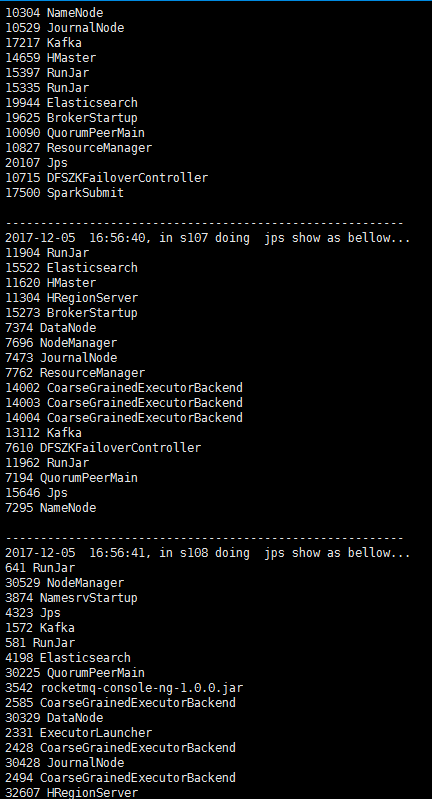 10304 NameNode
10529 JournalNode
17217 Kafka
14659 HMaster
15397 RunJar
15335 RunJar
19944 Elasticsearch
19625 BrokerStartup
10090 QuorumPeerMain
10827 ResourceManager
20107 Jps
10715 DFSZKFailoverController
17500 SparkSubmit
---------------------------------------------------------
2017-12-05  16:56:40, in s107 doing  jps show as bellow...
11904 RunJar
15522 Elasticsearch
11620 HMaster
11304 HRegionServer
15273 BrokerStartup
7374 DataNode
7696 NodeManager
7473 JournalNode
7762 ResourceManager
14002 CoarseGrainedExecutorBackend
14003 CoarseGrainedExecutorBackend
14004 CoarseGrainedExecutorBackend
13112 Kafka
7610 DFSZKFailoverController
11962 RunJar
7194 QuorumPeerMain
15646 Jps
7295 NameNode
---------------------------------------------------------
2017-12-05  16:56:41, in s108 doing  jps show as bellow...
641 RunJar
30529 NodeManager
3874 NamesrvStartup
4323 Jps
1572 Kafka
581 RunJar
4198 Elasticsearch
30225 QuorumPeerMain
3542 rocketmq-console-ng-1.0.0.jar
2585 CoarseGrainedExecutorBackend
30329 DataNode
2331 ExecutorLauncher
2428 CoarseGrainedExecutorBackend
30428 JournalNode
2494 CoarseGrainedExecutorBackend
32607 HRegionServer